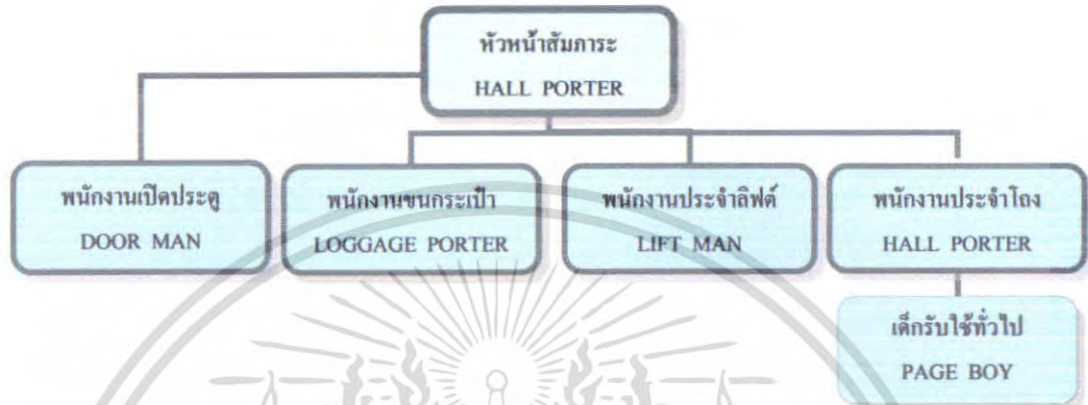 หัวหน้าสัมภาระ
HALL PORTER
พนักงานเปิดประตู
DOOR MAN
พนักงานขนกระเป๋า
LOGGAGE PORTER
พนักงานประจำลิฟต์
LIFT MAN
พนักงานประจำโถง
HALL PORTER
เด็กรับใช้ทั่วไป
PAGE BOY